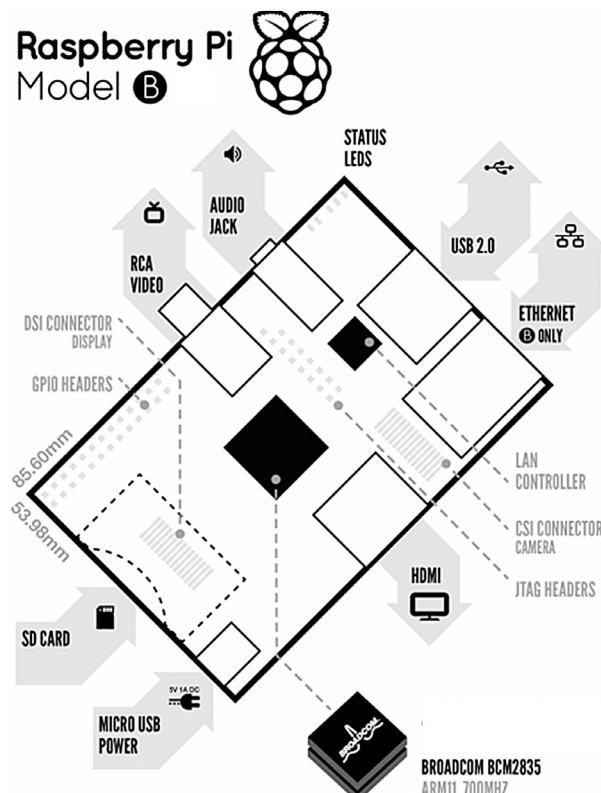 Raspberry Pi
Model B
STATUS
LEDS
AUDIO
JACK
USB 2.0
RCA
VIDEO
ETHERNET
B ONLY
DSI CONNECTOR
DISPLAY
GPIO HEADERS
85.60mm
53.98mm
LAN
CONTROLLER
CSI CONNECTOR
CAMERA
JTAG HEADERS
HDMI
SD CARD
5V 1A DC
MICRO USB
POWER
BROADCOM
BROADCOM BCM2835
ARM11 700MHZ